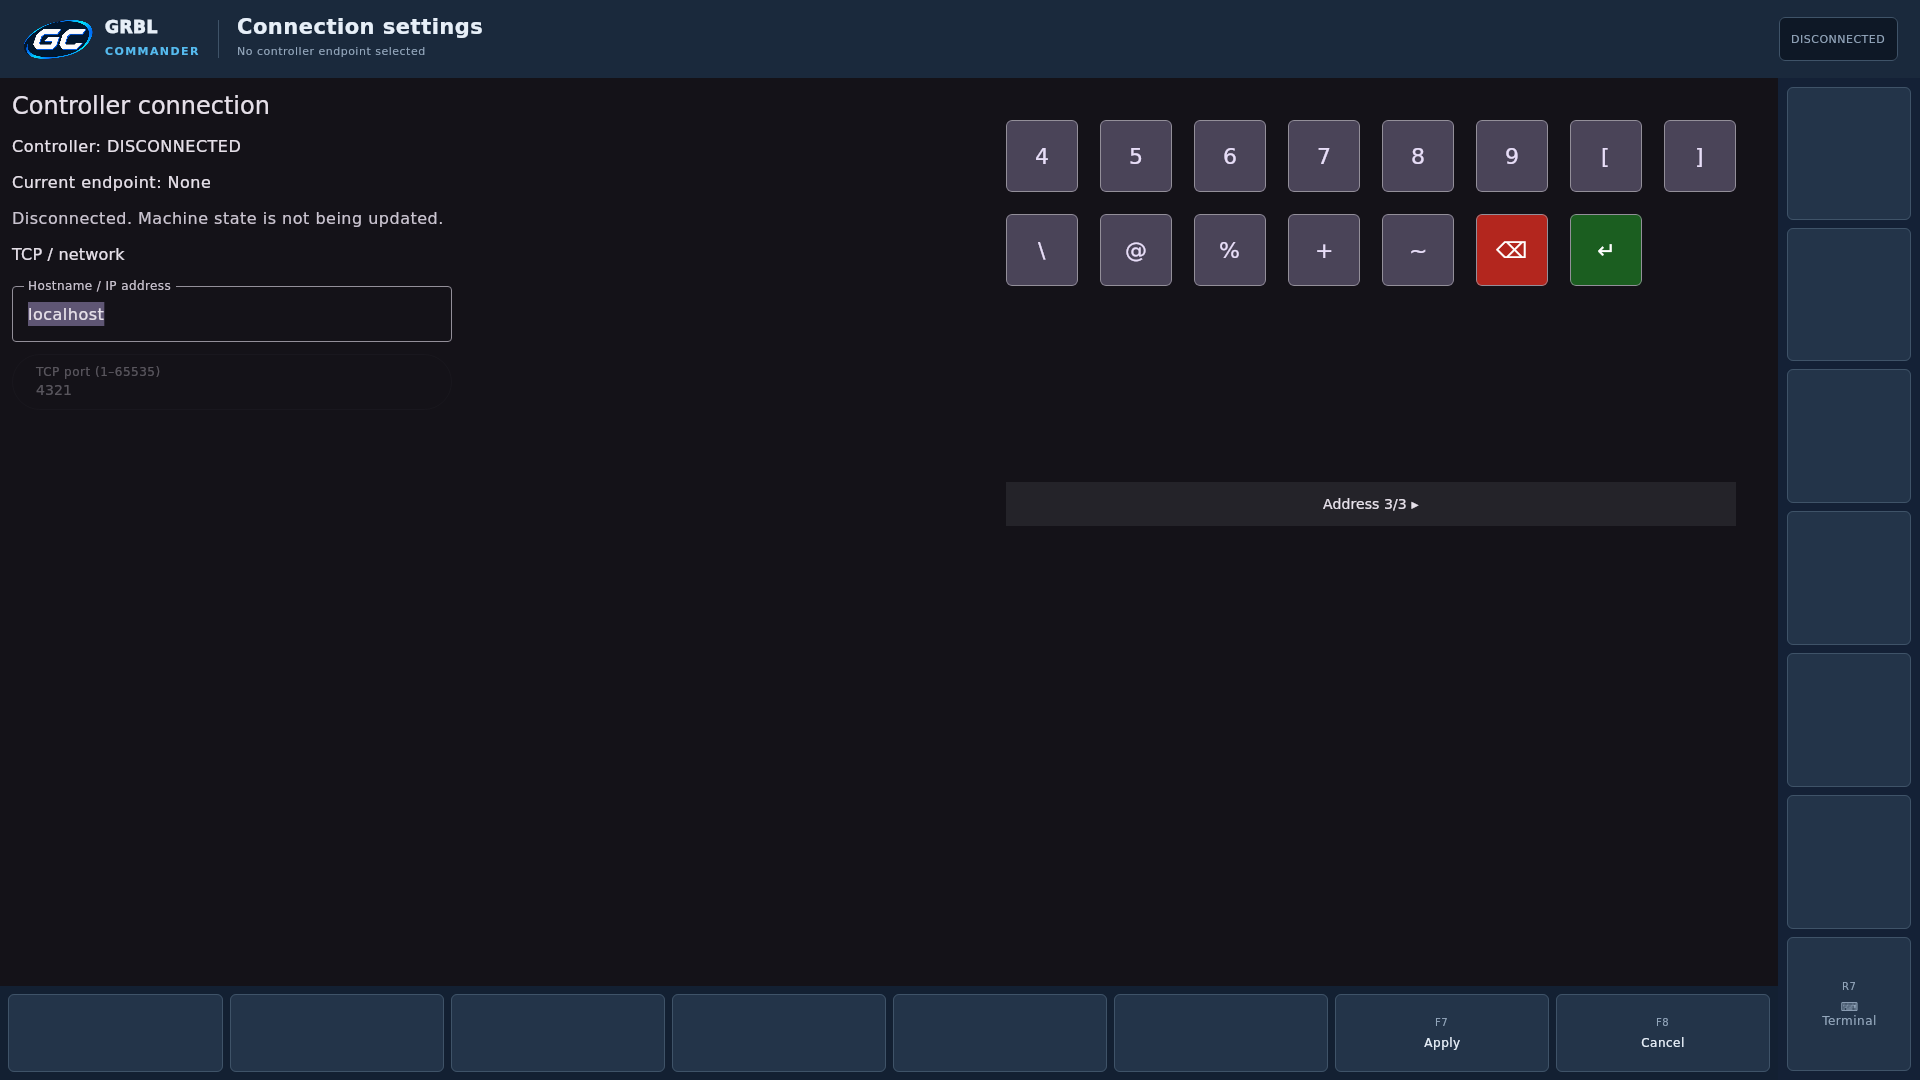 GC
GRBL
COMMANDER
Connection settings
No controller endpoint selected
DISCONNECTED
Controller connection
Controller: DISCONNECTED
Current endpoint: None
Disconnected. Machine state is not being updated.
TCP / network
Hostname / IP address
localhost
TCP port (1–65535)
4321
4 5 6 7 8 9 [ ]
\ @ % + ~ ⌫ ↵
Address 3/3 ▸
F7
Apply
F8
Cancel
R7
⌨
Terminal